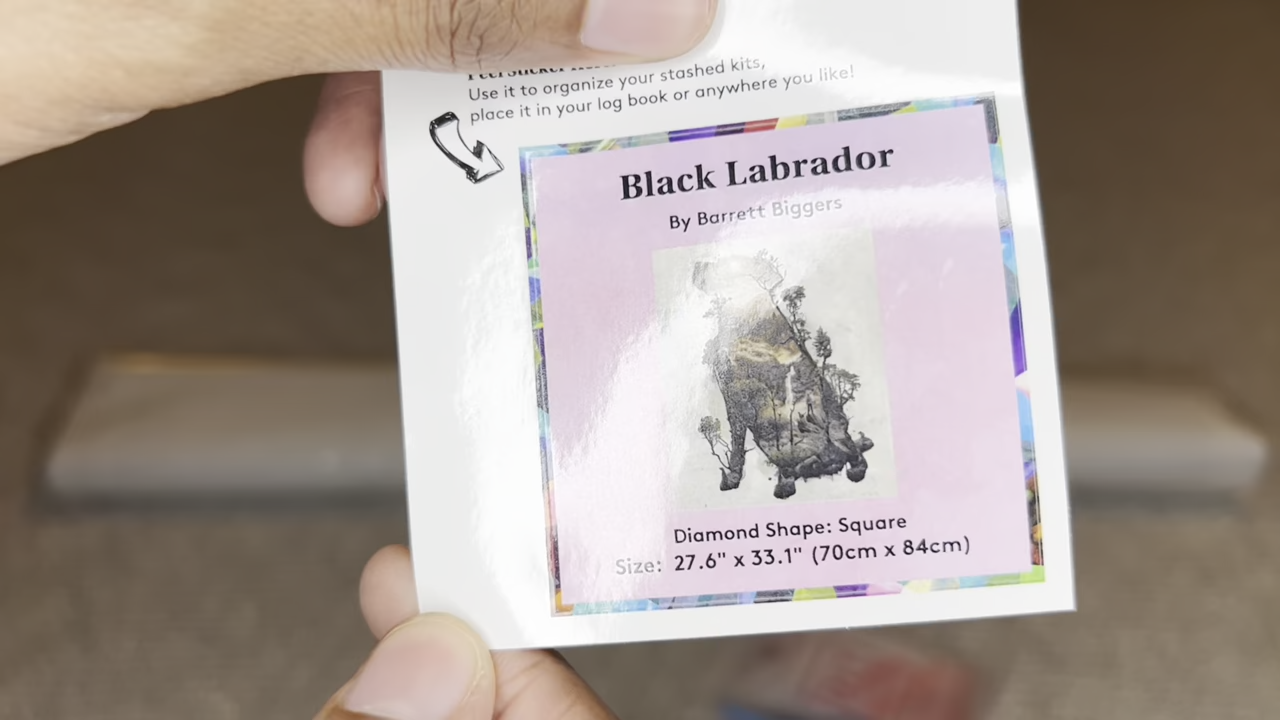 Use it to organize your stashed kits,
place it in your log book or anywhere you like!
Black Labrador
By Barrett Biggers
Diamond Shape: Square
Size: 27.6" x 33.1" (70cm x 84cm)